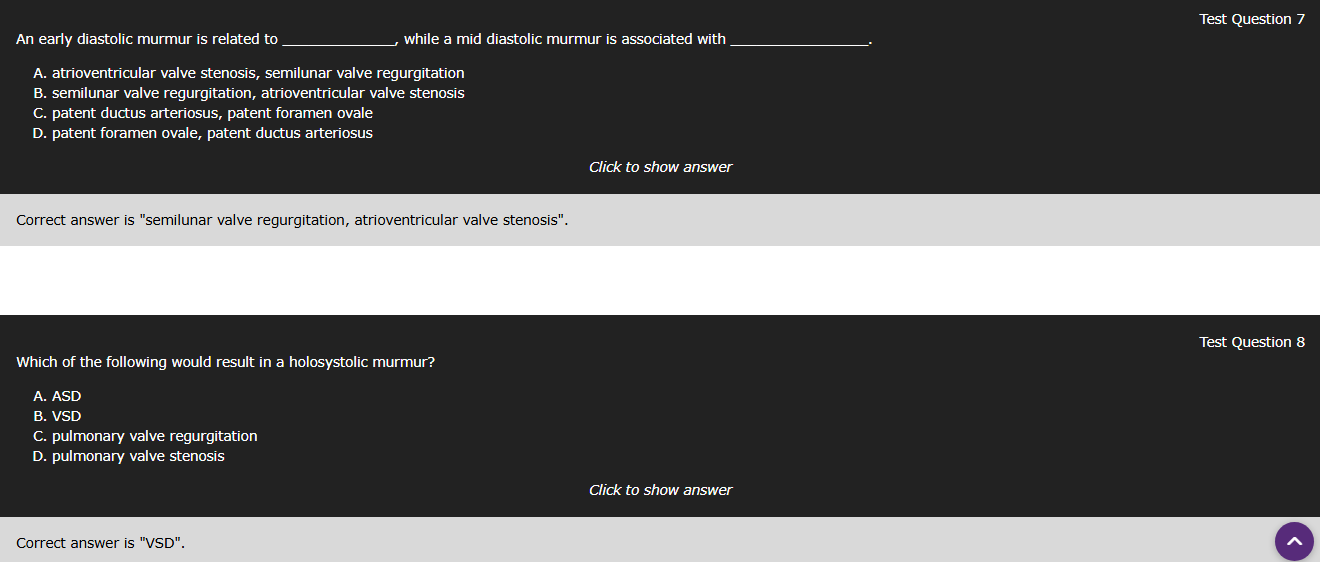 Test Question 7
An early diastolic murmur is related to ______________, while a mid diastolic murmur is associated with _________________.
A. atrioventricular valve stenosis, semilunar valve regurgitation
B. semilunar valve regurgitation, atrioventricular valve stenosis
C. patent ductus arteriosus, patent foramen ovale
D. patent foramen ovale, patent ductus arteriosus
Click to show answer
Correct answer is "semilunar valve regurgitation, atrioventricular valve stenosis".
Test Question 8
Which of the following would result in a holosystolic murmur?
A. ASD
B. VSD
C. pulmonary valve regurgitation
D. pulmonary valve stenosis
Click to show answer
Correct answer is "VSD".